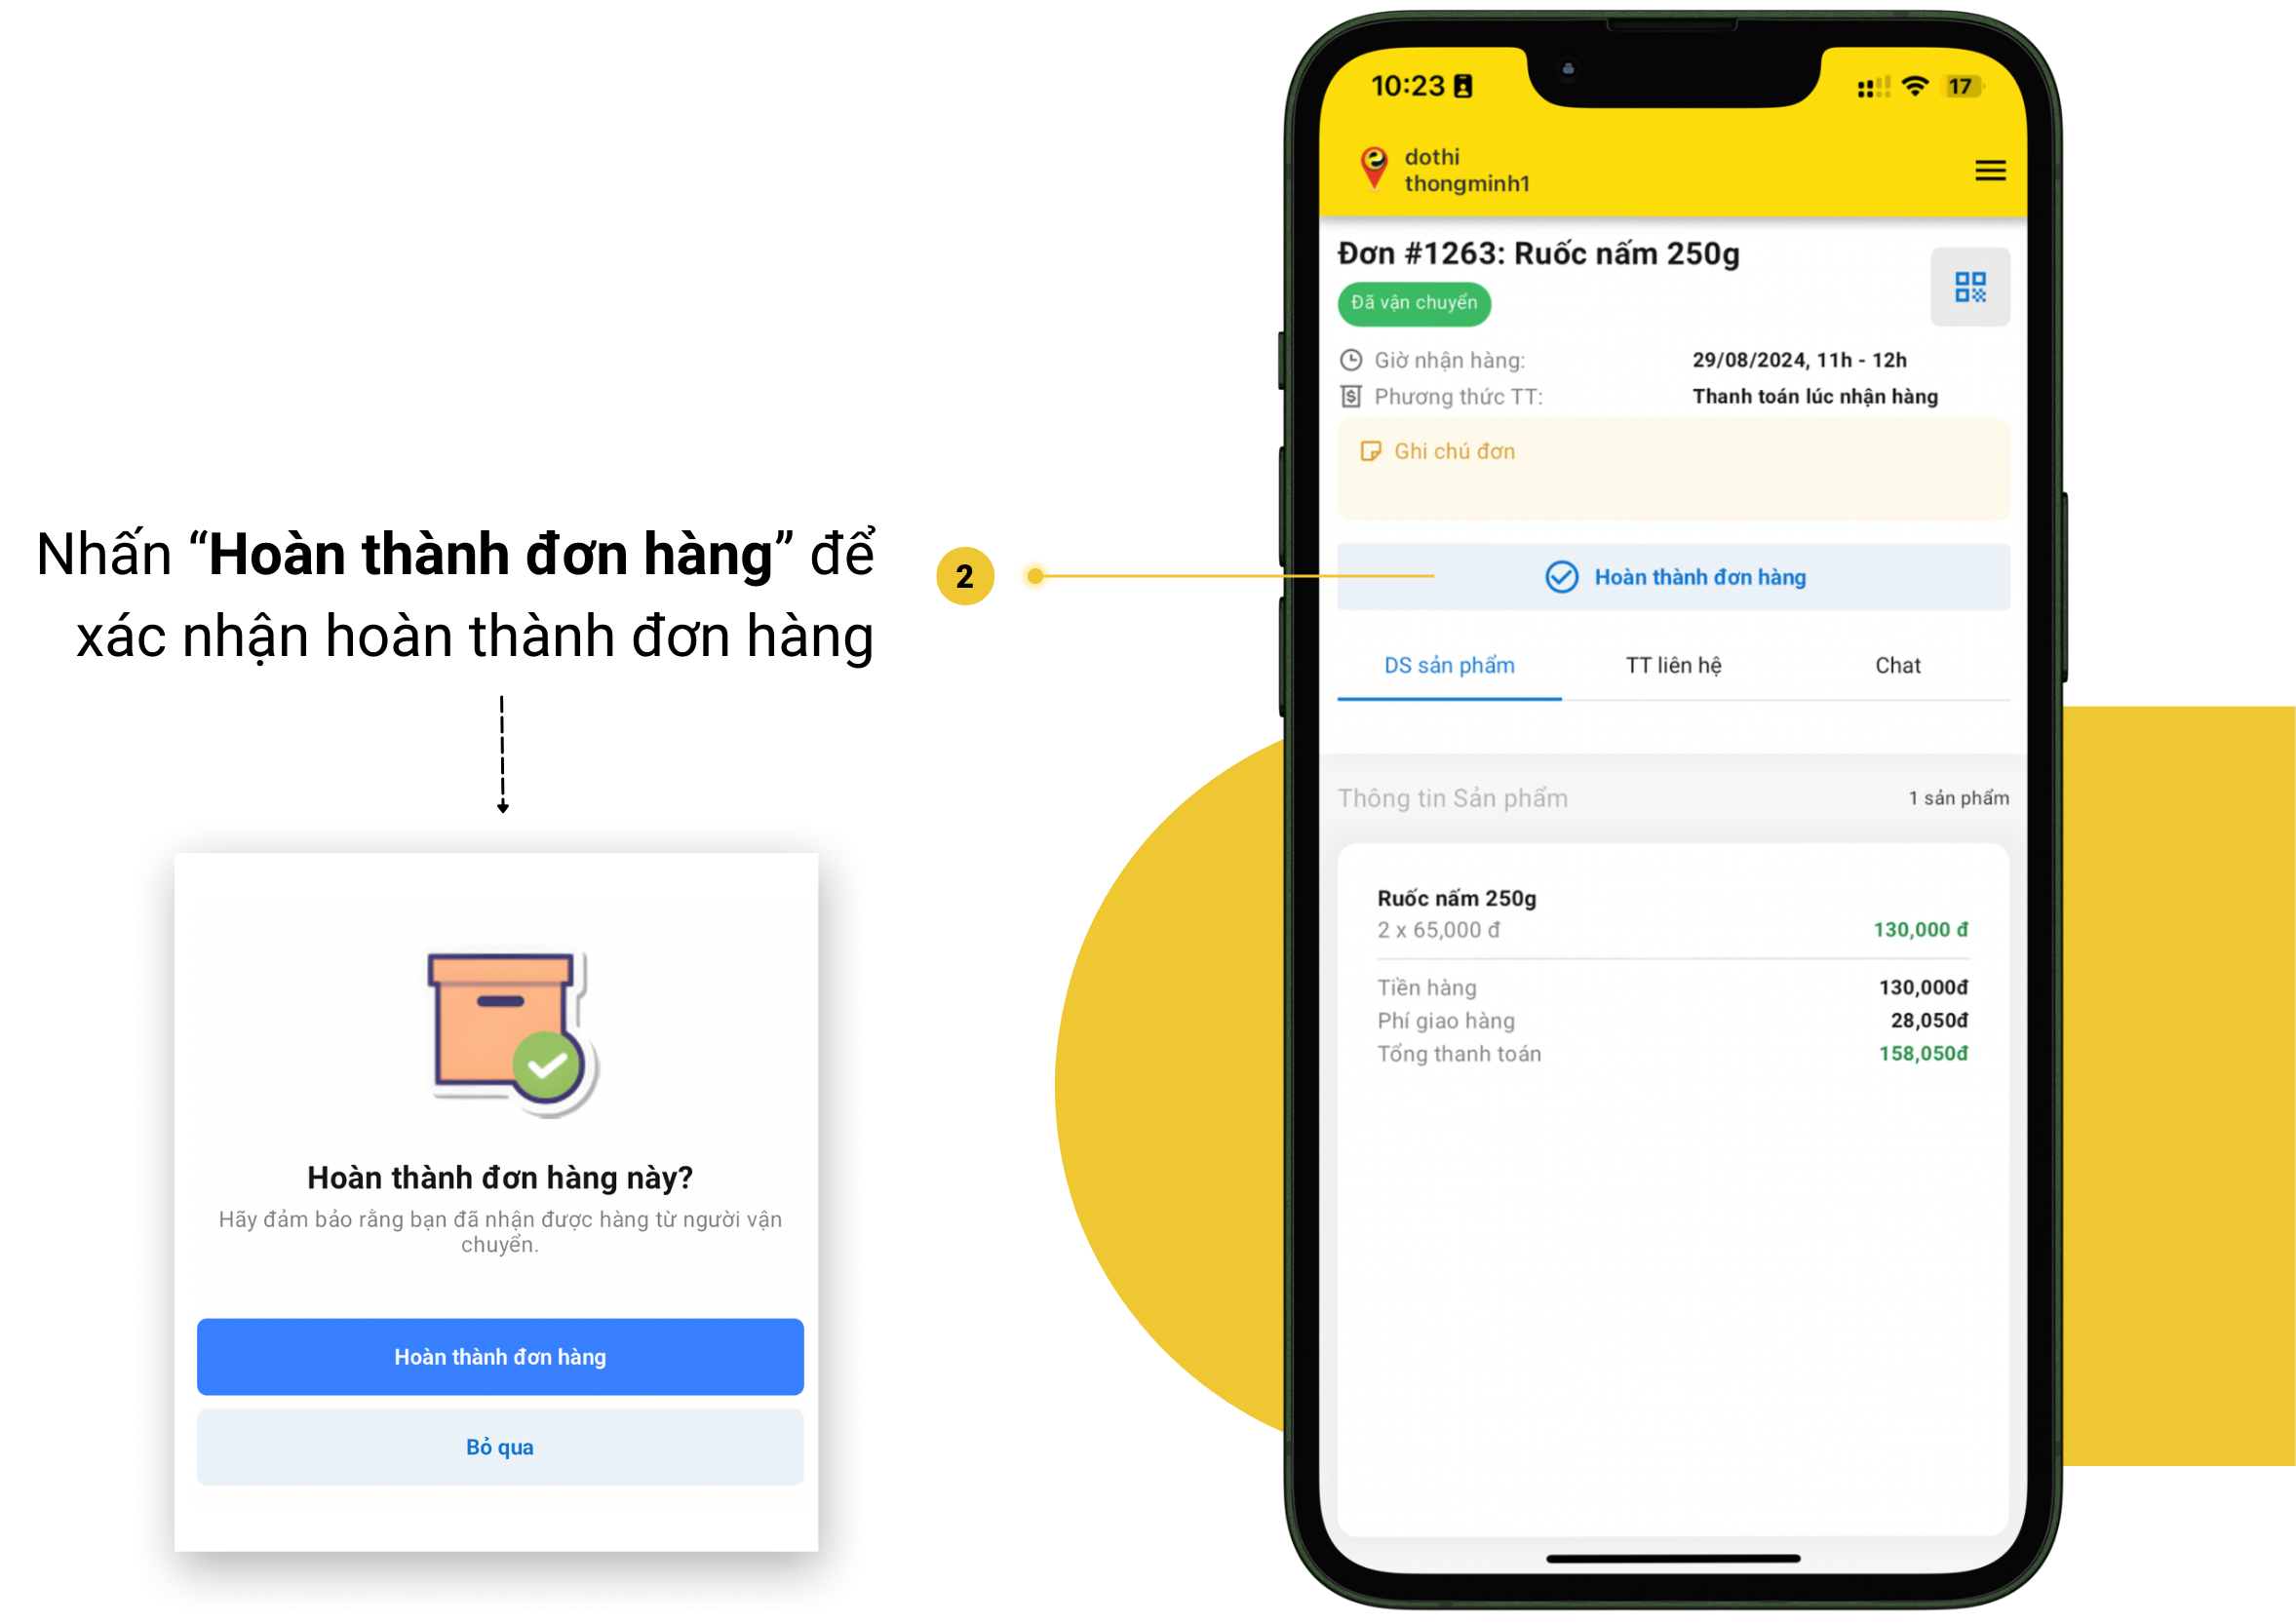 Nhấn “Hoàn thành đơn hàng” để
xác nhận hoàn thành đơn hàng
2
Hoàn thành đơn hàng này?
Hãy đảm bảo rằng bạn đã nhận được hàng từ người vận
chuyển.
Hoàn thành đơn hàng
Bỏ qua
10:23
17
dothi
thongminh1
Đơn #1263: Ruốc nấm 250g
Đã vận chuyển
Giờ nhận hàng: 29/08/2024, 11h - 12h
Phương thức TT: Thanh toán lúc nhận hàng
Ghi chú đơn
Hoàn thành đơn hàng
DS sản phẩm TT liên hệ Chat
Thông tin Sản phẩm 1 sản phẩm
Ruốc nấm 250g
2 x 65,000 đ 130,000 đ
Tiền hàng 130,000đ
Phí giao hàng 28,050đ
Tổng thanh toán 158,050đ